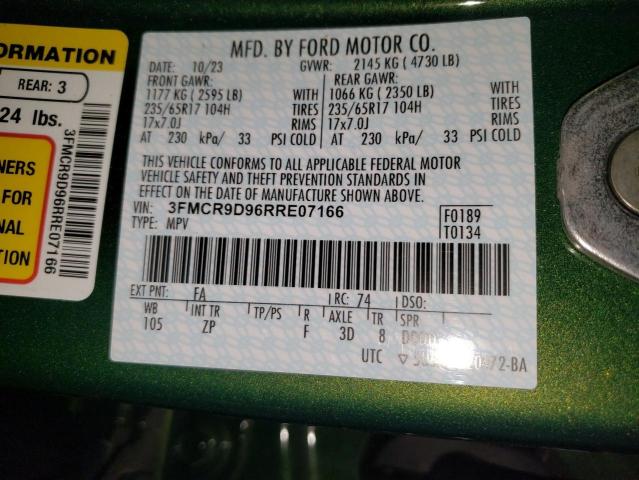 ORMATION
REAR: 3
24 lbs.
NERS
FOR
NAL
TION
3FMCR9D96RRE07166
MFD. BY FORD MOTOR CO.
DATE: 10/23 GVWR: 2145 KG ( 4730 LB)
FRONT GAWR: REAR GAWR:
1177 KG ( 2595 LB) WITH 1066 KG ( 2350 LB) WITH
235/65R17 104H TIRES 235/65R17 104H TIRES
17x7.0J RIMS 17x7.0J RIMS
AT 230 kPa/ 33 PSI COLD AT 230 kPa/ 33 PSI COLD
THIS VEHICLE CONFORMS TO ALL APPLICABLE FEDERAL MOTOR
VEHICLE SAFETY AND THEFT PREVENTION STANDARDS IN
EFFECT ON THE DATE OF MANUFACTURE SHOWN ABOVE.
VIN: 3FMCR9D96RRE07166 F0189
TYPE: MPV T0134
EXT PNT: FA RC: 74 DSO:
WB INT TR TP/PS R AXLE TR SPR
105 ZP F 3D 8
UTC